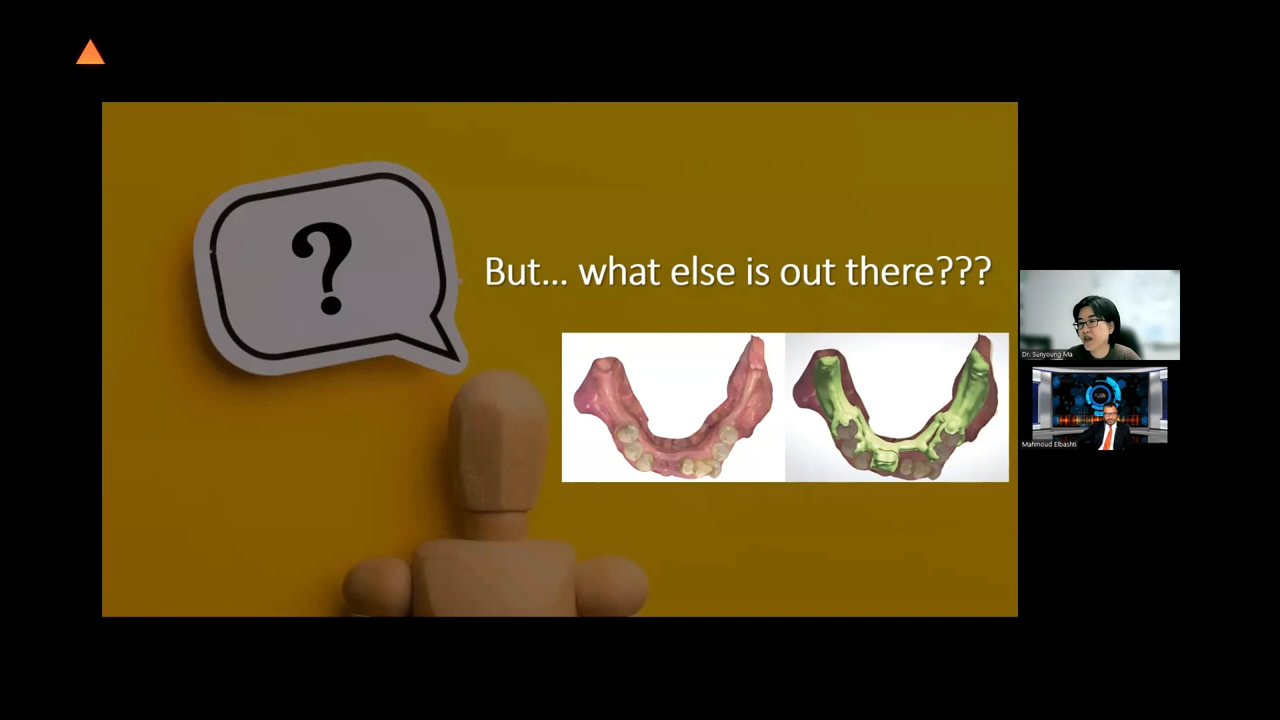 ?
But... what else is out there???
Dr. Sunyoung Ma
Mahmoud Elbashti